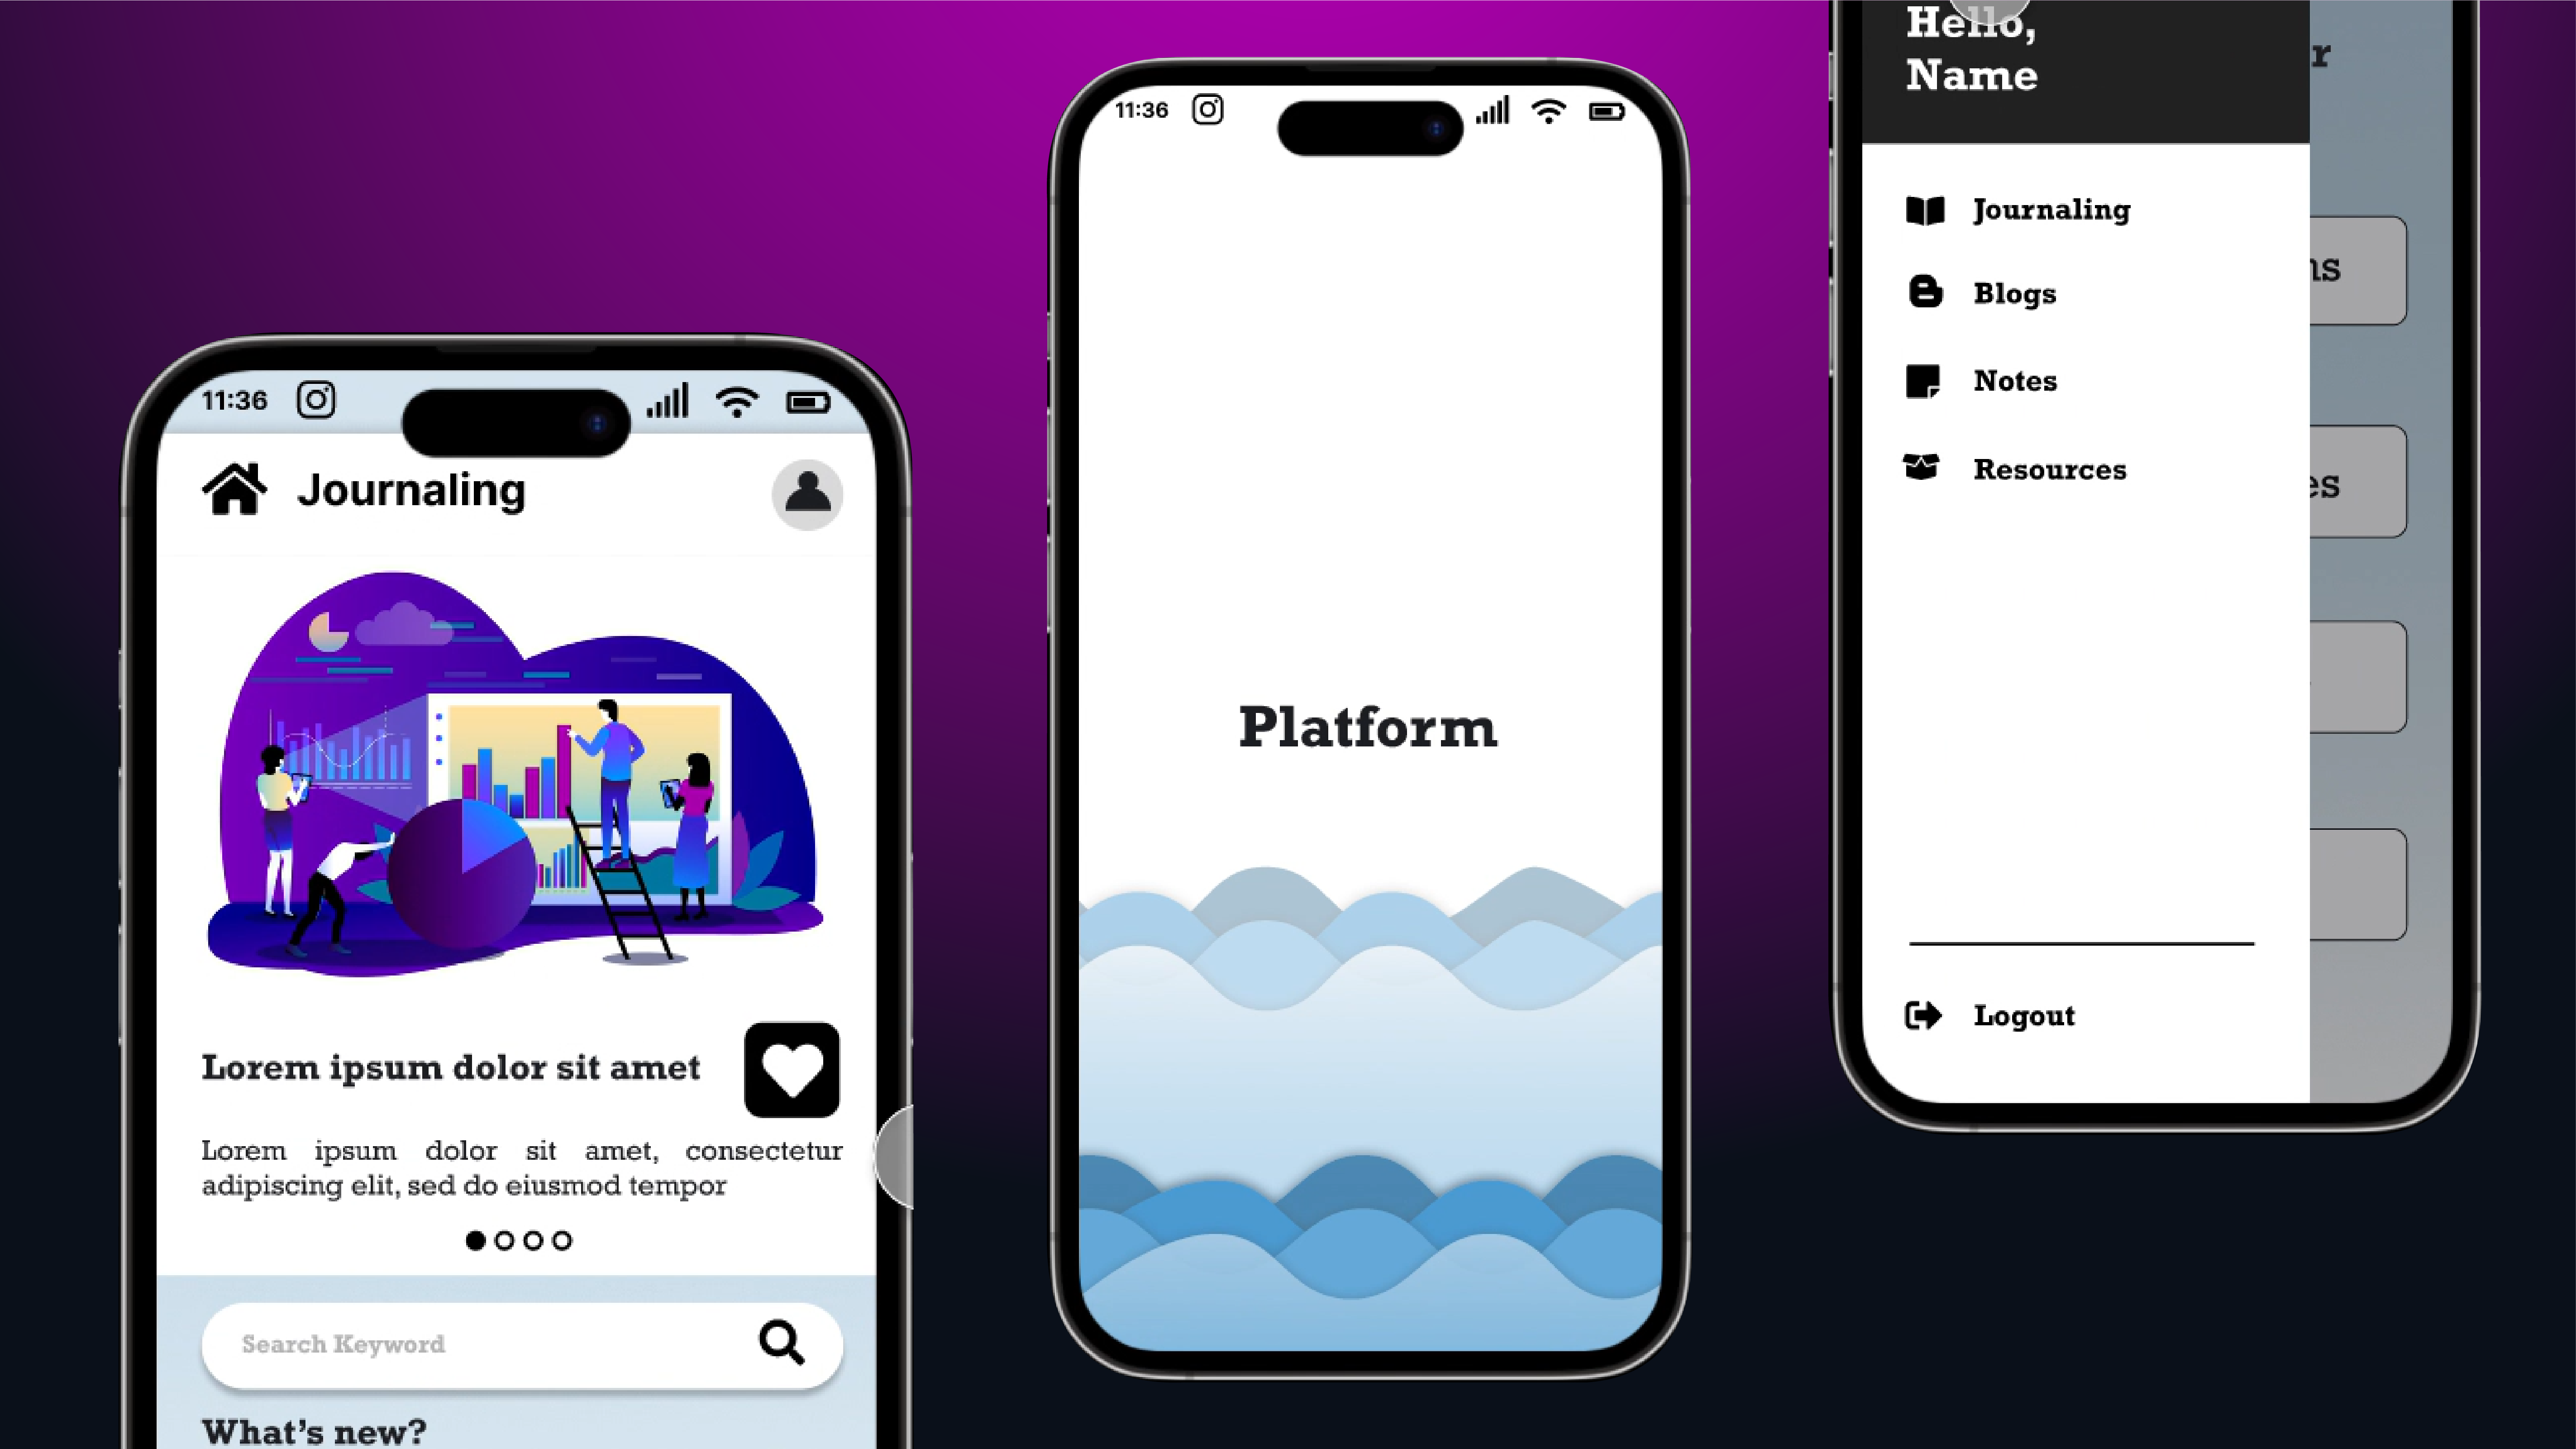 11:36
Journaling
Lorem ipsum dolor sit amet
Lorem ipsum dolor sit amet, consectetur
adipiscing elit, sed do eiusmod tempor
Search Keyword
What's new?
11:36
Platform
Hello,
Name
Journaling
Blogs
Notes
Resources
Logout
r
ns
es